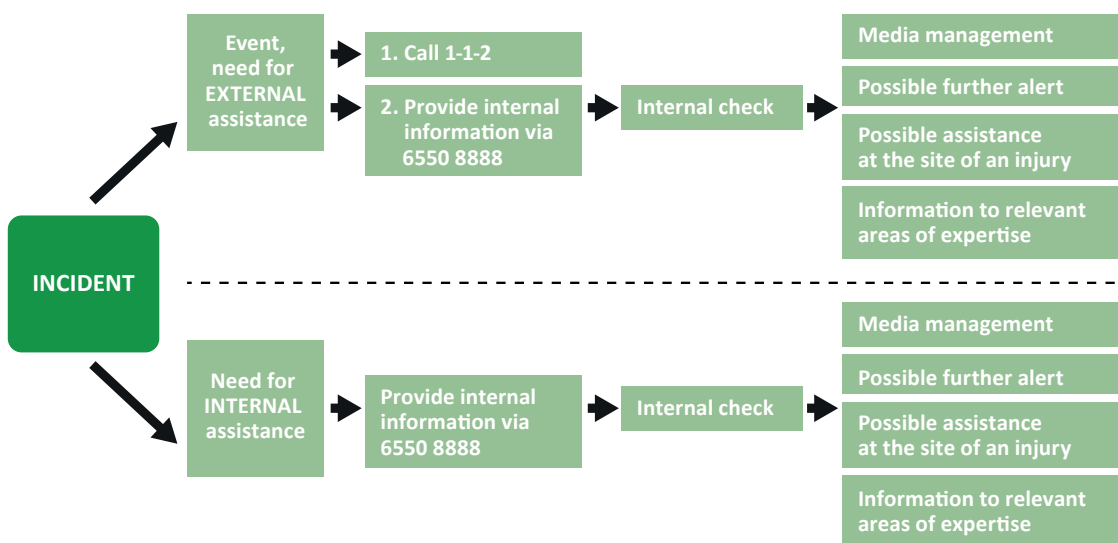 INCIDENT
Event,
need for
EXTERNAL
assistance
1. Call 1-1-2
2. Provide internal
information via
6550 8888
Internal check
Media management
Possible further alert
Possible assistance
at the site of an injury
Information to relevant
areas of expertise
Need for
INTERNAL
assistance
Provide internal
information via
6550 8888
Internal check
Media management
Possible further alert
Possible assistance
at the site of an injury
Information to relevant
areas of expertise